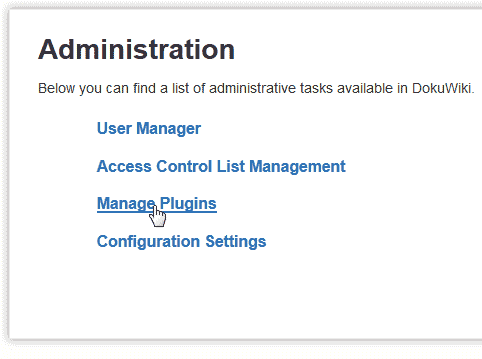 Administration
Below you can find a list of administrative tasks available in DokuWiki.
User Manager
Access Control List Management
Manage Plugins
Configuration Settings